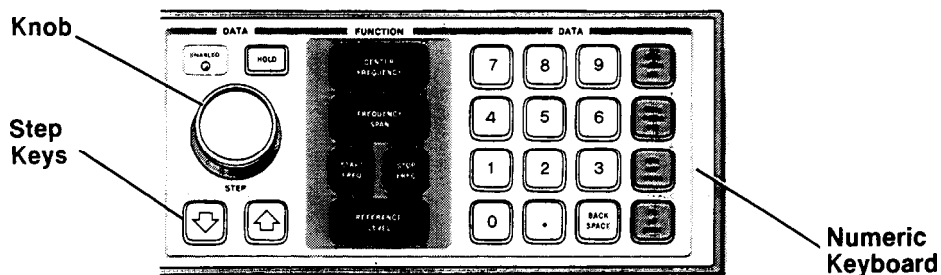 Knob
Step
Keys
DATA
FUNCTION
DATA
ENABLED
HOLD
CENTER
FREQUENCY
FREQUENCY
SPAN
START
FREQ
STOP
FREQ
REFERENCE
LEVEL
STEP
7 8 9
4 5 6
1 2 3
0 . BACK
SPACE
Numeric
Keyboard